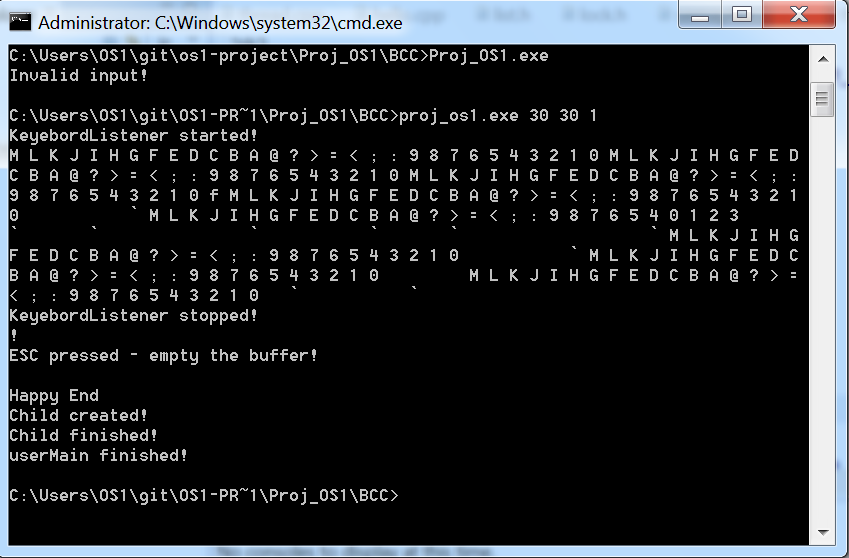 Administrator: C:\Windows\system32\cmd.exe
C:\Users\OS1\git\os1-project\Proj_OS1\BCC>Proj_OS1.exe
Invalid input!
C:\Users\OS1\git\OS1-PR~1\Proj_OS1\BCC>proj_os1.exe 30 30 1
KeyebordListener started!
M L K J I H G F E D C B A @ ? > = < ; : 9 8 7 6 5 4 3 2 1 0 M L K J I H G F E D
C B A @ ? > = < ; : 9 8 7 6 5 4 3 2 1 0 M L K J I H G F E D C B A @ ? > = < ; :
9 8 7 6 5 4 3 2 1 0 f M L K J I H G F E D C B A @ ? > = < ; : 9 8 7 6 5 4 3 2 1
0 ` M L K J I H G F E D C B A @ ? > = < ; : 9 8 7 6 5 4 0 1 2 3
` ` ` ` ` ` M L K J I H G
F E D C B A @ ? > = < ; : 9 8 7 6 5 4 3 2 1 0 ` M L K J I H G F E D C
B A @ ? > = < ; : 9 8 7 6 5 4 3 2 1 0 M L K J I H G F E D C B A @ ? > =
< ; : 9 8 7 6 5 4 3 2 1 0 ` `
KeyebordListener stopped!
!
ESC pressed - empty the buffer!
Happy End
Child created!
Child finished!
userMain finished!
C:\Users\OS1\git\OS1-PR~1\Proj_OS1\BCC>
No consoles to display at this time.